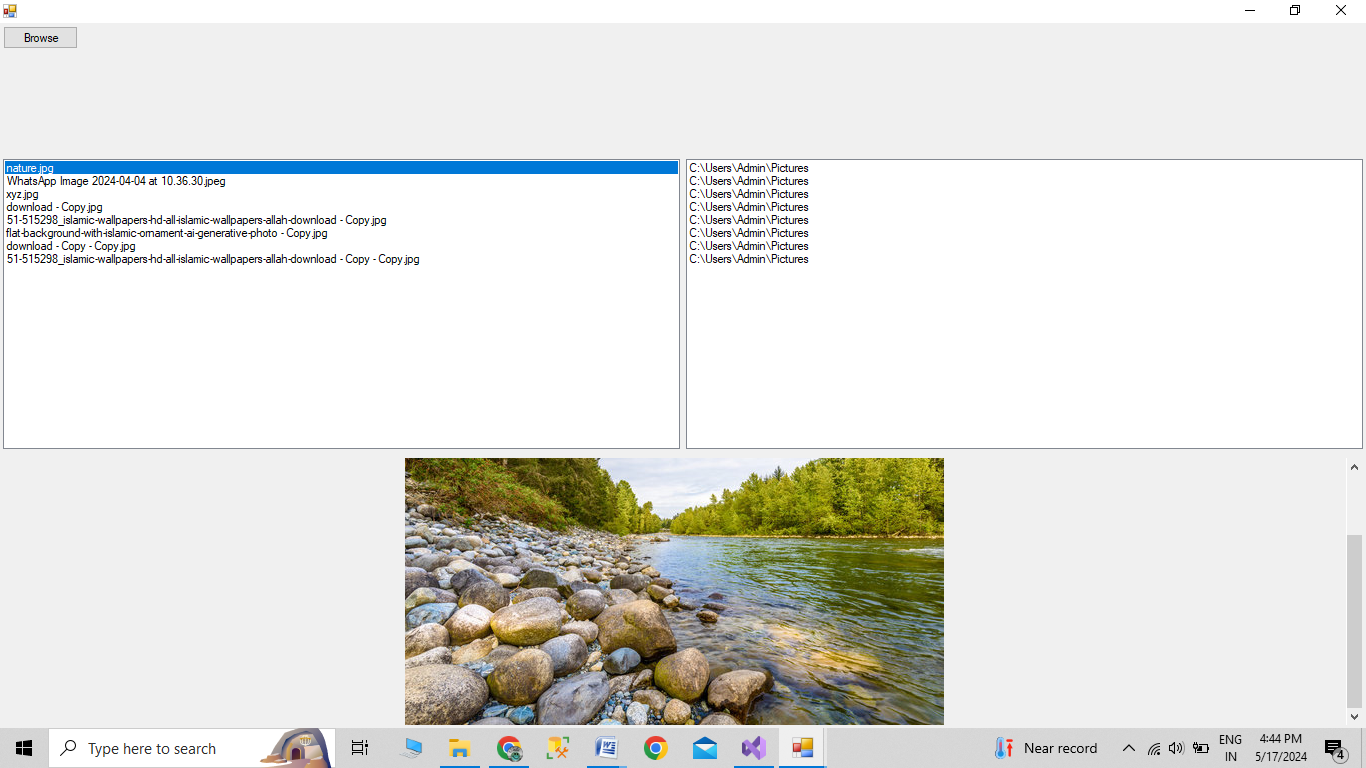 Browse
nature.jpg
WhatsApp Image 2024-04-04 at 10.36.30.jpeg
xyz.jpg
download - Copy.jpg
51-515298_islamic-wallpapers-hd-all-islamic-wallpapers-allah-download - Copy.jpg
flat-background-with-islamic-ornament-ai-generative-photo - Copy.jpg
download - Copy - Copy.jpg
51-515298_islamic-wallpapers-hd-all-islamic-wallpapers-allah-download - Copy - Copy.jpg
C:\Users\Admin\Pictures
C:\Users\Admin\Pictures
C:\Users\Admin\Pictures
C:\Users\Admin\Pictures
C:\Users\Admin\Pictures
C:\Users\Admin\Pictures
C:\Users\Admin\Pictures
C:\Users\Admin\Pictures
Type here to search
Near record
ENG
IN
4:44 PM
5/17/2024
4